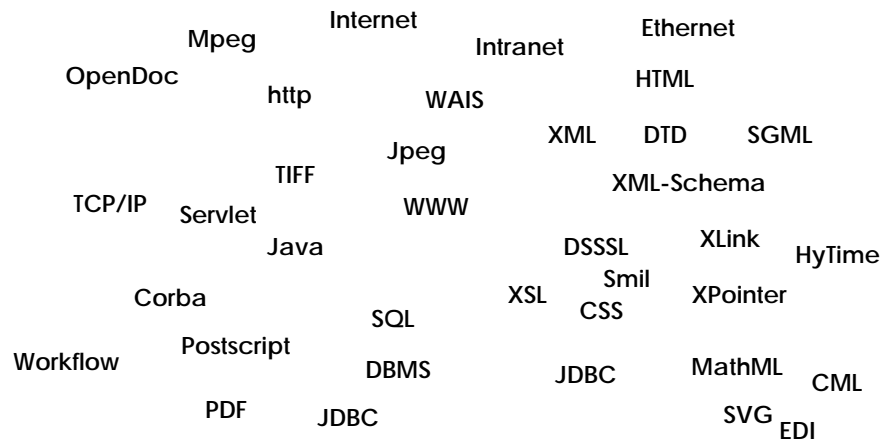 Internet
Mpeg
Intranet
Ethernet
OpenDoc
http
WAIS
HTML
XML DTD SGML
Jpeg
TIFF
XML-Schema
TCP/IP
Servlet
WWW
Java
DSSSL
XLink
HyTime
Smil
Corba
XSL
CSS
XPointer
SQL
Postscript
Workflow
DBMS
JDBC
MathML
CML
PDF
JDBC
SVG
EDI